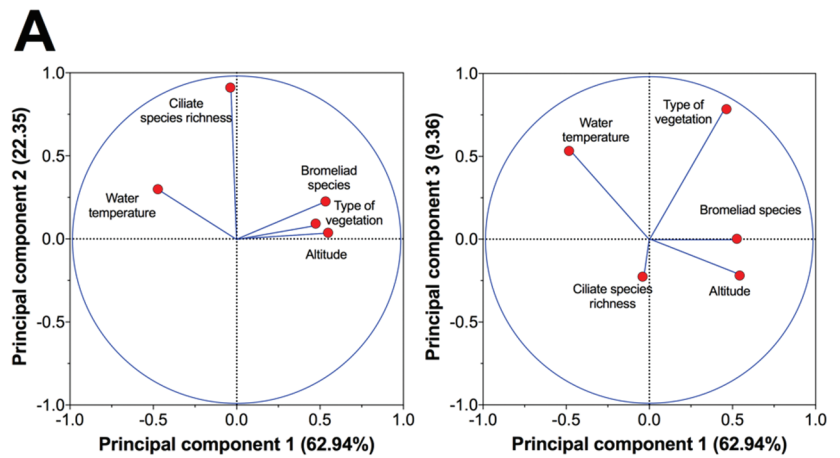 A
Principal component 2 (22.35)
1.0
0.5
0.0
-0.5
-1.0
Ciliate
species richness
Water
temperature
Bromeliad
species
Type of
vegetation
Altitude
-1.0
-0.5
0.0
0.5
1.0
Principal component 1 (62.94%)
Principal component 3 (9.36)
1.0
0.5
0.0
-0.5
-1.0
Water
temperature
Type of
vegetation
Bromeliad species
Ciliate species
richness
Altitude
-1.0
-0.5
0.0
0.5
1.0
Principal component 1 (62.94%)